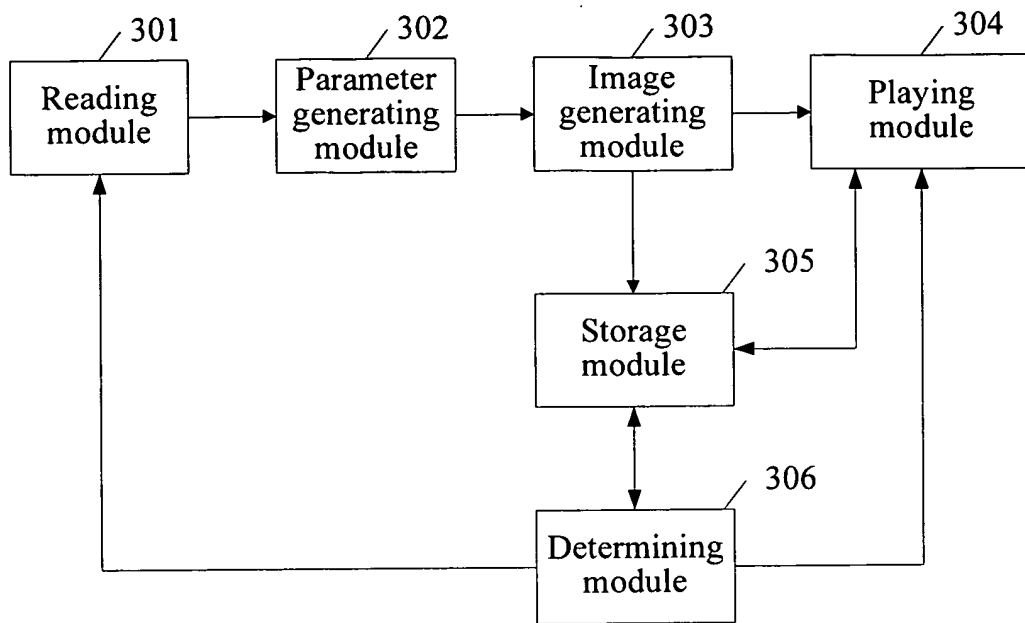 301
302
303
304
Reading
module
Parameter
generating
module
Image
generating
module
Playing
module
305
Storage
module
306
Determining
module